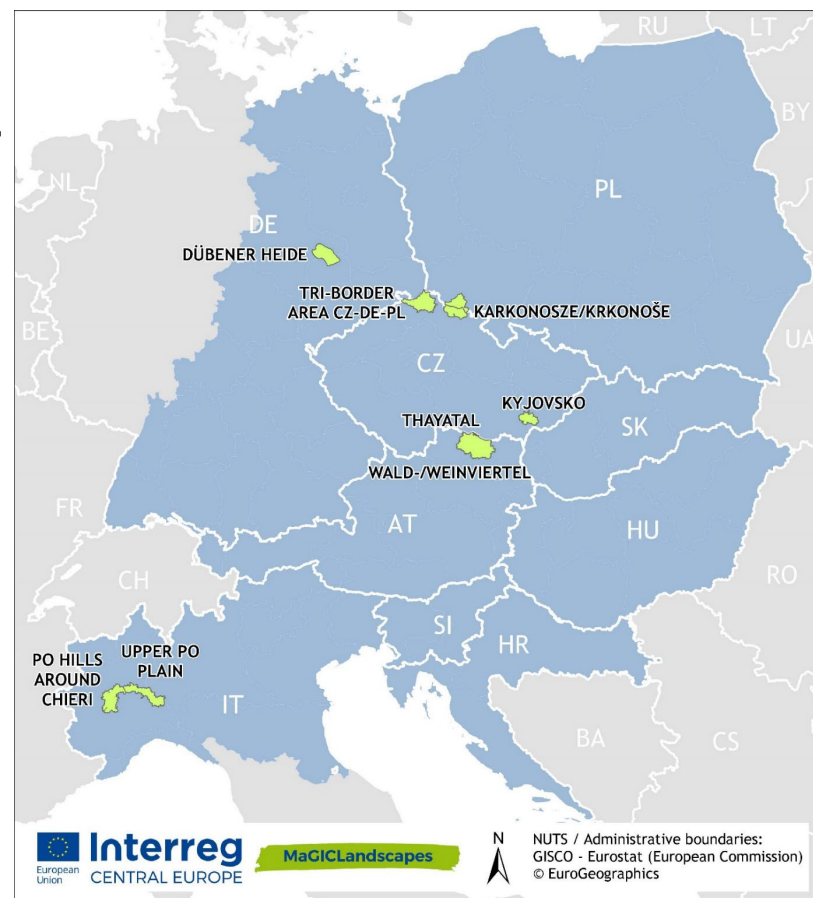 RU
LT
BY
NL
PL
DE
DÜBENER HEIDE
TRI-BORDER
AREA CZ-DE-PL
KARKONOSZE/KRKONOŠE
BE
UA
CZ
KYJOVSKO
THAYATAL
SK
WALD-/WEINVIERTEL
FR
AT
HU
CH
RO
SI
HR
PO HILLS
AROUND
CHIERI
UPPER PO
PLAIN
IT
BA
CS
European
Union
Interreg
CENTRAL EUROPE
MaGICLandscapes
N
NUTS / Administrative boundaries:
GISCO - Eurostat (European Commission)
© EuroGeographics